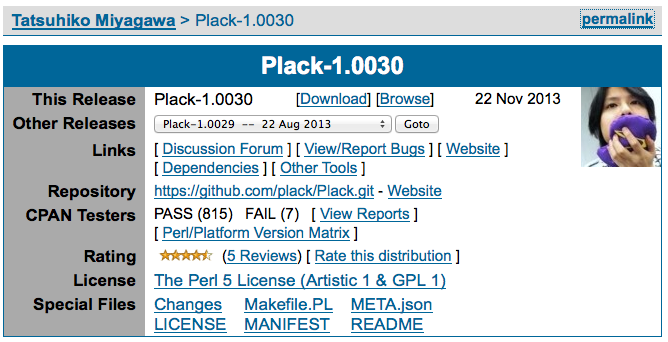 Tatsuhiko Miyagawa > Plack-1.0030 permalink
Plack-1.0030
This Release Plack-1.0030 [Download] [Browse] 22 Nov 2013
Other Releases Plack-1.0029 -- 22 Aug 2013 Goto
Links [ Discussion Forum ] [ View/Report Bugs ] [ Website ]
[ Dependencies ] [ Other Tools ]
Repository https://github.com/plack/Plack.git - Website
CPAN Testers PASS (815) FAIL (7) [ View Reports ]
[ Perl/Platform Version Matrix ]
Rating (5 Reviews) [ Rate this distribution ]
License The Perl 5 License (Artistic 1 & GPL 1)
Special Files Changes Makefile.PL META.json
LICENSE MANIFEST README